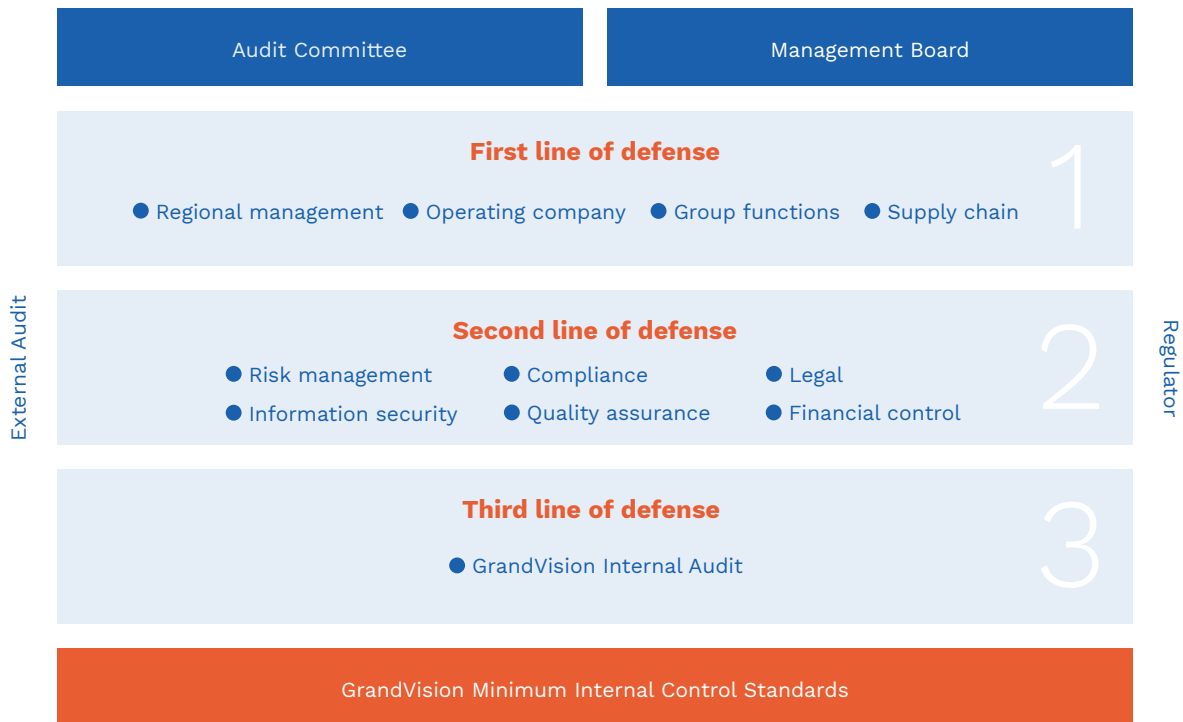 Audit Committee
Management Board
First line of defense
1
Regional management
Operating company
Group functions
Supply chain
External Audit
Second line of defense
2
Risk management
Compliance
Legal
Information security
Quality assurance
Financial control
Regulator
Third line of defense
3
GrandVision Internal Audit
GrandVision Minimum Internal Control Standards